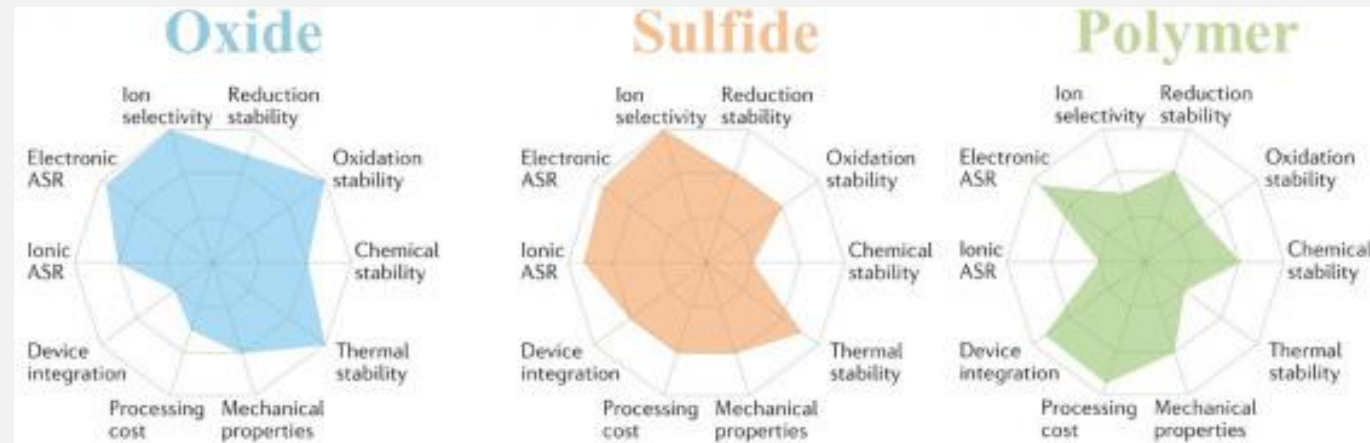 Oxide
Ion
selectivity
Reduction
stability
Electronic
ASR
Oxidation
stability
Ionic
ASR
Chemical
stability
Device
integration
Thermal
stability
Processing
cost
Mechanical
properties
Sulfide
Ion
selectivity
Reduction
stability
Electronic
ASR
Oxidation
stability
Ionic
ASR
Chemical
stability
Device
integration
Thermal
stability
Processing
cost
Mechanical
properties
Polymer
Ion
selectivity
Reduction
stability
Electronic
ASR
Oxidation
stability
Ionic
ASR
Chemical
stability
Device
integration
Thermal
stability
Processing
cost
Mechanical
properties